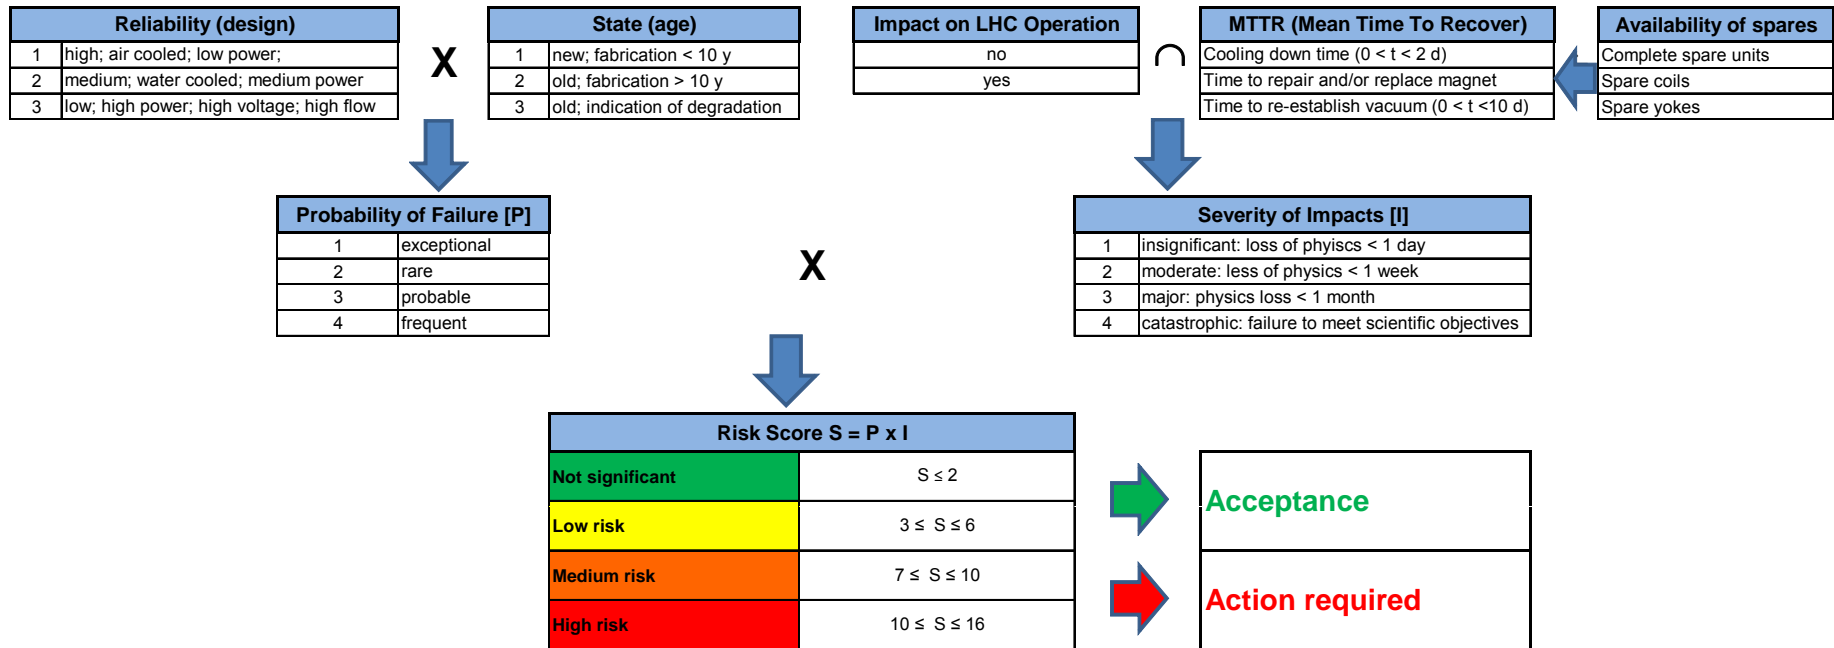 Reliability (design)
1 high; air cooled; low power;
2 medium; water cooled; medium power
3 low; high power; high voltage; high flow
X
State (age)
1 new; fabrication < 10 y
2 old; fabrication > 10 y
3 old; indication of degradation
Impact on LHC Operation
no
yes
∩
MTTR (Mean Time To Recover)
Cooling down time (0 < t < 2 d)
Time to repair and/or replace magnet
Time to re-establish vacuum (0 < t <10 d)
Availability of spares
Complete spare units
Spare coils
Spare yokes
Probability of Failure [P]
1 exceptional
2 rare
3 probable
4 frequent
X
Severity of Impacts [I]
1 insignificant: loss of phyiscs < 1 day
2 moderate: less of physics < 1 week
3 major: physics loss < 1 month
4 catastrophic: failure to meet scientific objectives
Risk Score S = P x I
Not significant S ≤ 2
Low risk 3 ≤ S ≤ 6
Medium risk 7 ≤ S ≤ 10
High risk 10 ≤ S ≤ 16
Acceptance
Action required